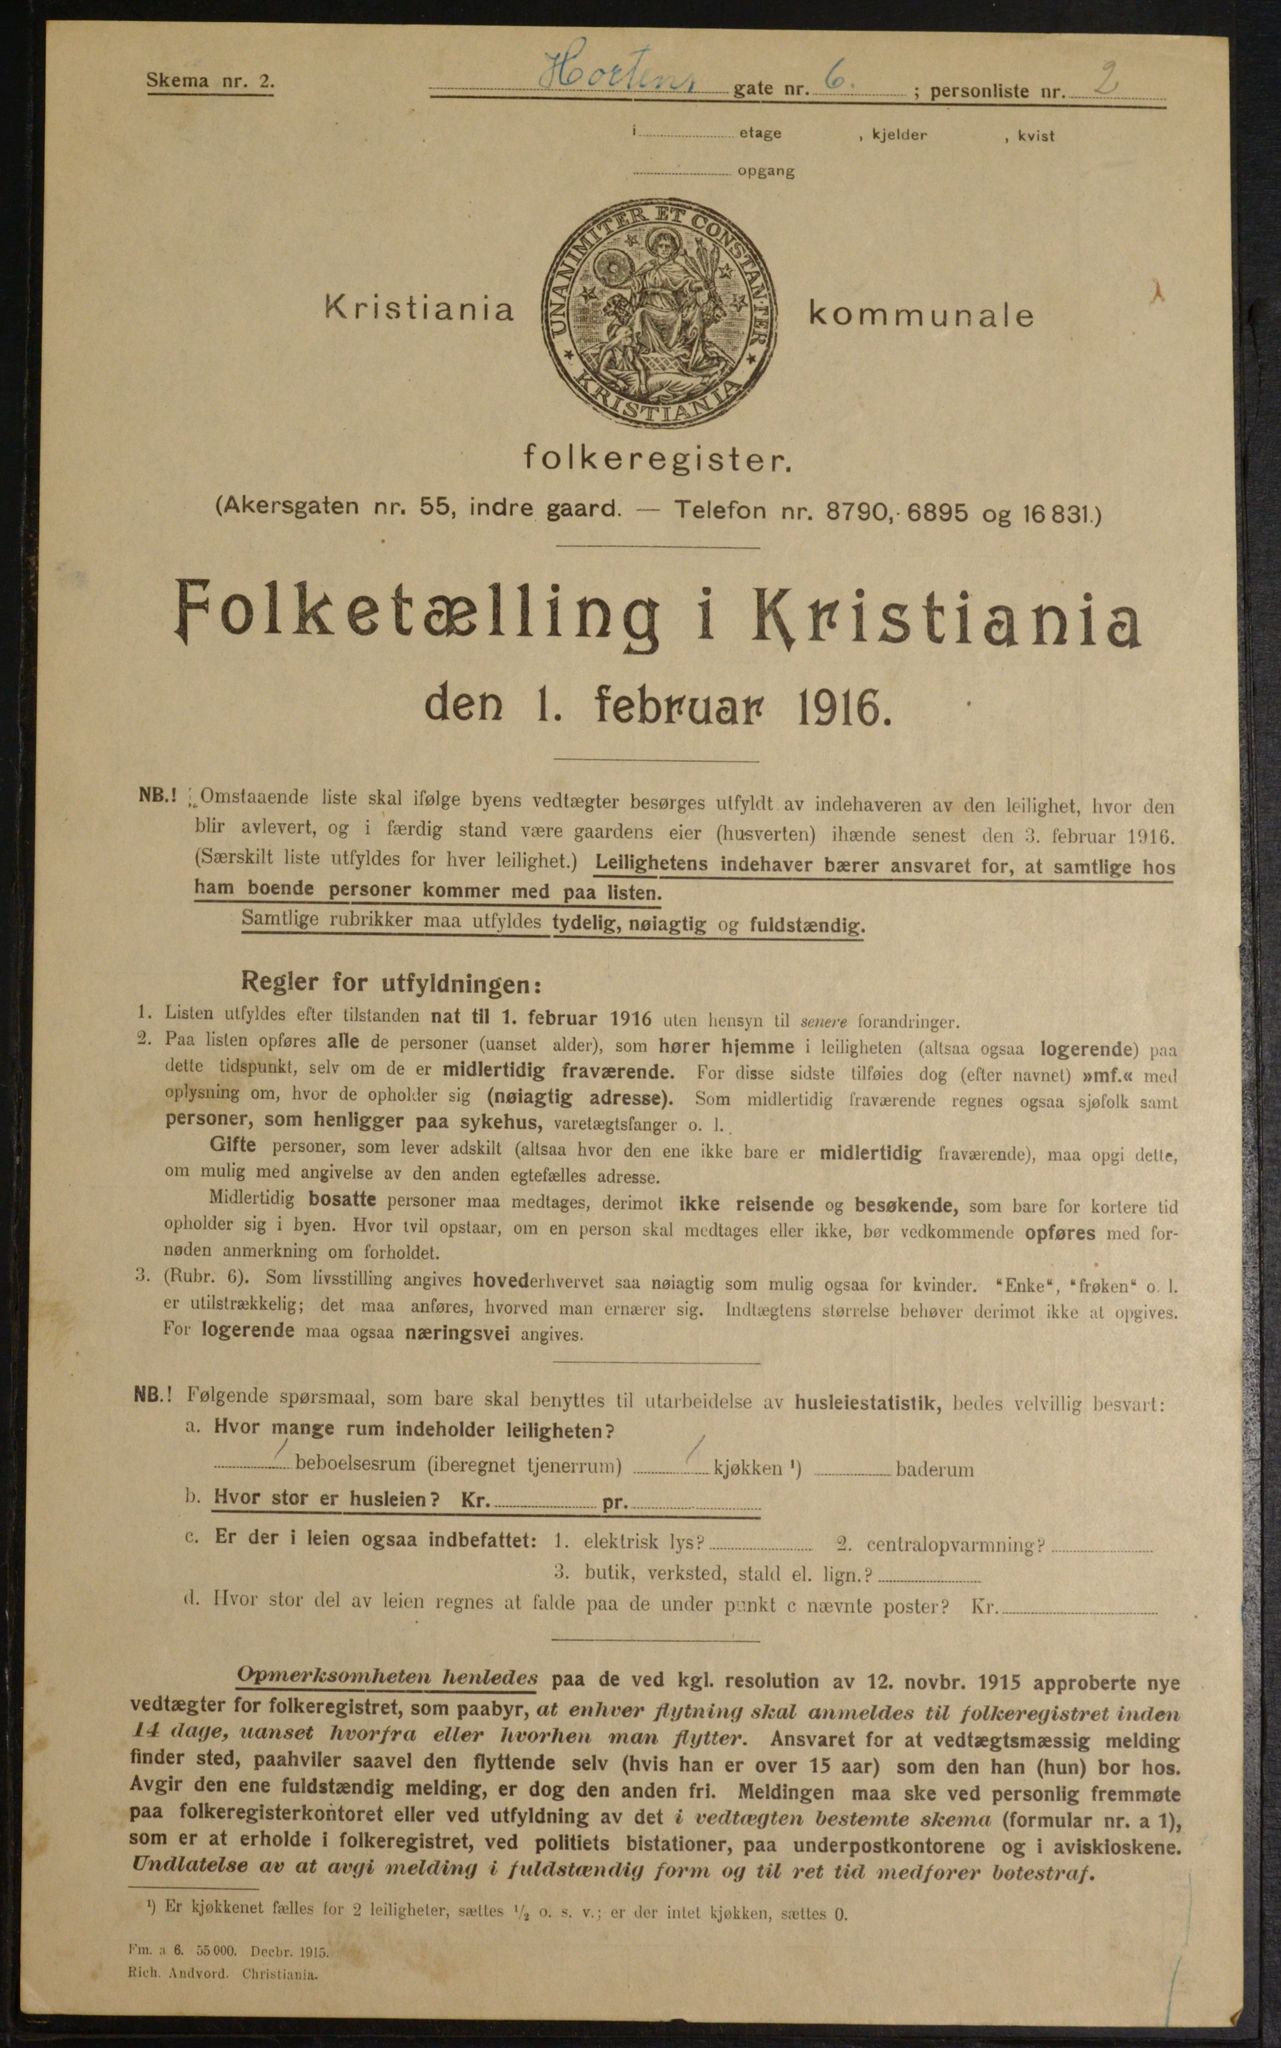 Skema nr. 2.
Hortens gate nr. 6. ; personliste nr. 2
i etage , kjelder , kvist
opgang
UNANIMITER ET CONSTANTER
KRISTIANIA
Kristiania kommunale
folkeregister.
(Akersgaten nr. 55, indre gaard. — Telefon nr. 8790, 6895 og 16831.)
Folketælling i Kristiania
den 1. februar 1916.
NB.! Omstaaende liste skal ifølge byens vedtægter besørges utfyldt av indehaveren av den leilighet, hvor den
blir avlevert, og i færdig stand være gaardens eier (husverten) ihænde senest den 3. februar 1916.
(Særskilt liste utfyldes for hver leilighet.) Leilighetens indehaver bærer ansvaret for, at samtlige hos
ham boende personer kommer med paa listen.
Samtlige rubrikker maa utfyldes tydelig, nøiagtig og fuldstændig.
Regler for utfyldningen:
1. Listen utfyldes efter tilstanden nat til 1. februar 1916 uten hensyn til senere forandringer.
2. Paa listen opføres alle de personer (uanset alder), som hører hjemme i leiligheten (altsaa ogsaa logerende) paa
dette tidspunkt, selv om de er midlertidig fraværende. For disse sidste tilføies dog (efter navnet) »mf.« med
oplysning om, hvor de opholder sig (nøiagtig adresse). Som midlertidig fraværende regnes ogsaa sjøfolk samt
personer, som henligger paa sykehus, varetægtsfanger o. l.
Gifte personer, som lever adskilt (altsaa hvor den ene ikke bare er midlertidig fraværende), maa opgi dette,
om mulig med angivelse av den anden egtefælles adresse.
Midlertidig bosatte personer maa medtages, derimot ikke reisende og besøkende, som bare for kortere tid
opholder sig i byen. Hvor tvil opstaar, om en person skal medtages eller ikke, bør vedkommende opføres med for-
nøden anmerkning om forholdet.
3. (Rubr. 6). Som livsstilling angives hovederhvervet saa nøiagtig som mulig ogsaa for kvinder. “Enke“, “frøken“ o. l.
er utilstrækkelig; det maa anføres, hvorved man ernærer sig. Indtægtens størrelse behøver derimot ikke at opgives.
For logerende maa ogsaa næringsvei angives.
NB.! Følgende spørsmaal, som bare skal benyttes til utarbeidelse av husleiestatistik, bedes velvillig besvart:
a. Hvor mange rum indeholder leiligheten?
1 beboelsesrum (iberegnet tjenerrum) 1 kjøkken ¹) baderum
b. Hvor stor er husleien? Kr. pr.
c. Er der i leien ogsaa indbefattet: 1. elektrisk lys? 2. centralopvarmning?
3. butik, verksted, stald el. lign.?
d. Hvor stor del av leien regnes at falde paa de under punkt c nævnte poster? Kr.
Opmerksomheten henledes paa de ved kgl. resolution av 12. novbr. 1915 approberte nye
vedtægter for folkeregistret, som paabyr, at enhver flytning skal anmeldes til folkeregistret inden
14 dage, uanset hvorfra eller hvorhen man flytter. Ansvaret for at vedtægtsmæssig melding
finder sted, paahviler saavel den flyttende selv (hvis han er over 15 aar) som den han (hun) bor hos.
Avgir den ene fuldstændig melding, er dog den anden fri. Meldingen maa ske ved personlig fremmøte
paa folkeregisterkontoret eller ved utfyldning av det i vedtægten bestemte skema (formular nr. a 1),
som er at erholde i folkeregistret, ved politiets bistationer, paa underpostkontorene og i aviskioskene.
Undlatelse av at avgi melding i fuldstændig form og til ret tid medfører bøtestraf.
¹) Er kjøkkenet fælles for 2 leiligheter, sættes ½ o. s. v.; er der intet kjøkken, sættes 0.
Fm. a 6. 55 000. Decbr. 1915.
Rich. Andvord. Christiania.